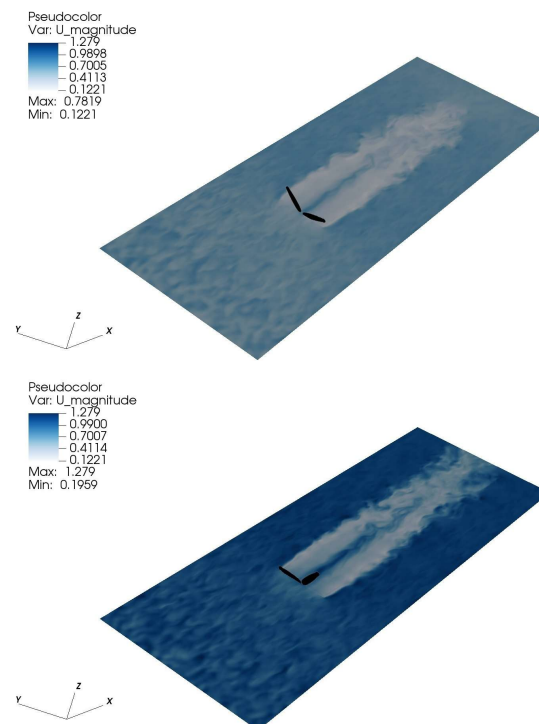 Pseudocolor
Var: U_magnitude
1.279
0.9898
0.7005
0.4113
0.1221
Max: 0.7819
Min: 0.1221
Y
Z
X
Pseudocolor
Var: U_magnitude
1.279
0.9900
0.7007
0.4114
0.1221
Max: 1.279
Min: 0.1959
Y
Z
X